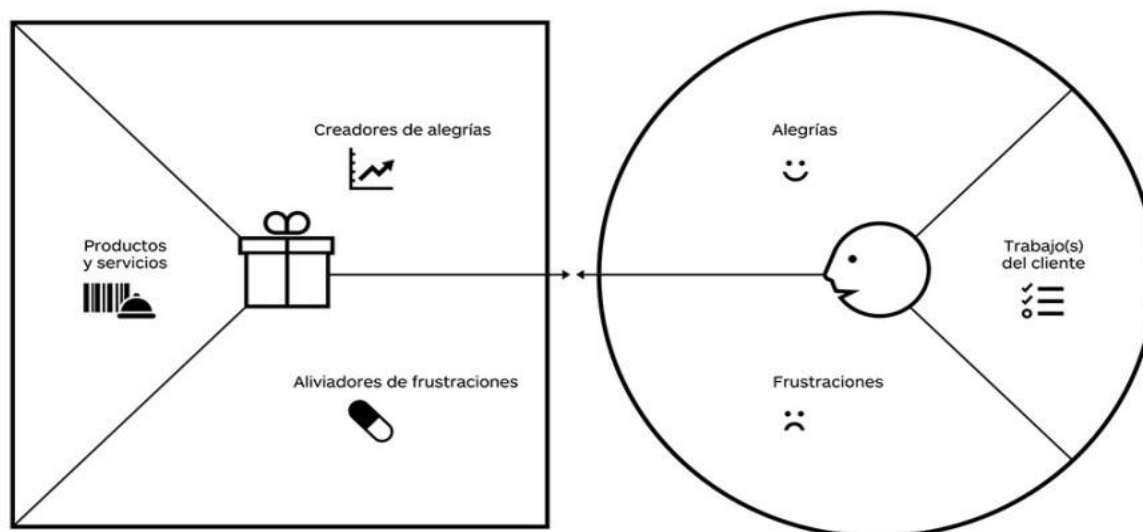 Creadores de alegrías
Productos
y servicios
Aliviadores de frustraciones
Alegrías
Trabajo(s)
del cliente
Frustraciones